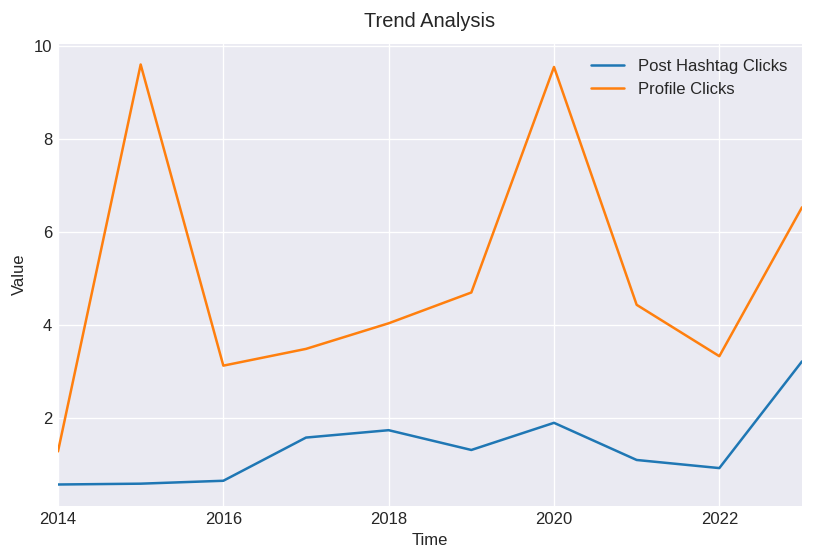 Trend Analysis
Post Hashtag Clicks
Profile Clicks
Value
10
8
6
4
2
2014
2016
2018
2020
2022
Time